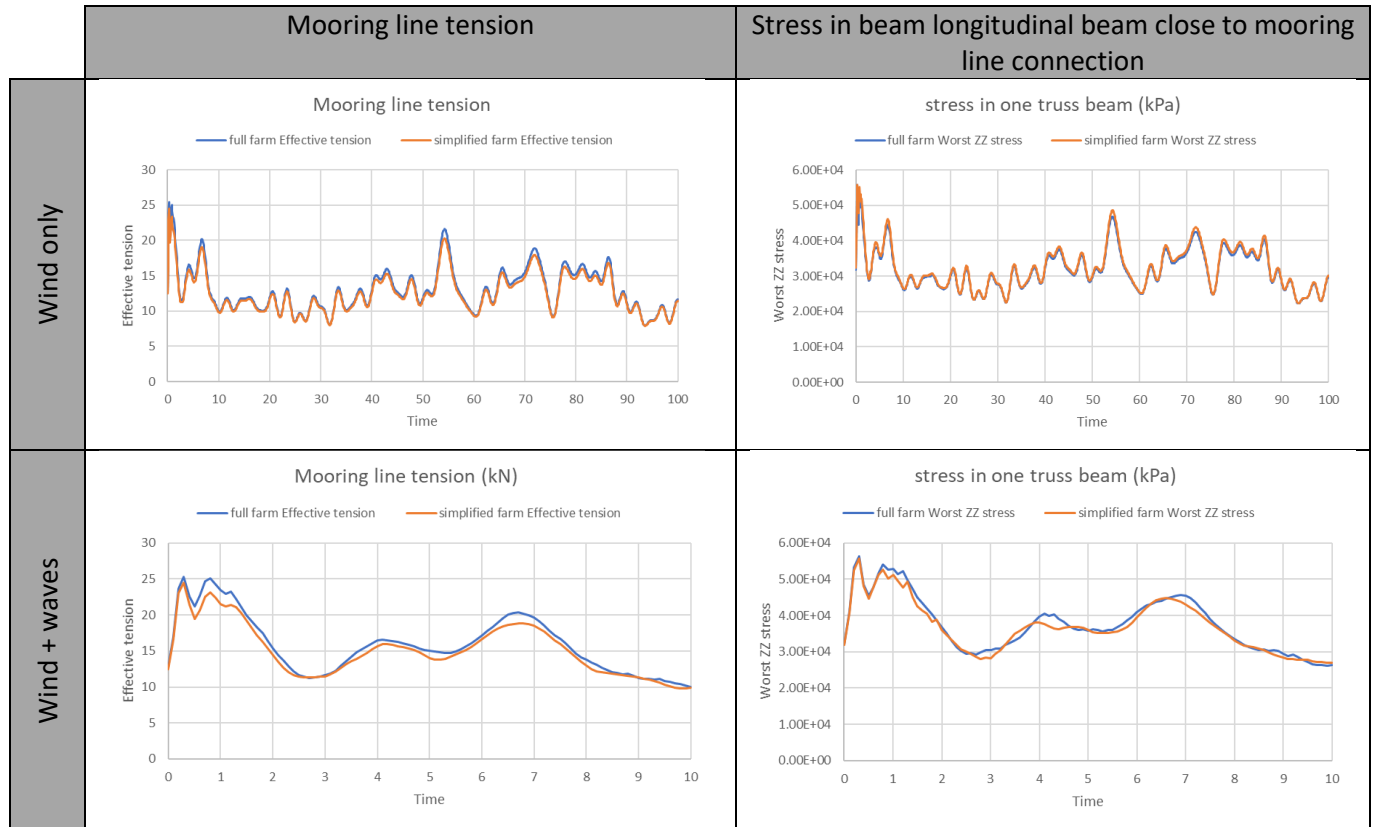 Mooring line tension
Stress in beam longitudinal beam close to mooring
line connection
Wind only
Mooring line tension
full farm Effective tension
simplified farm Effective tension
Effective tension
30
25
20
15
10
5
0
0 10 20 30 40 50 60 70 80 90 100
Time
stress in one truss beam (kPa)
full farm Worst ZZ stress
simplified farm Worst ZZ stress
Worst ZZ stress
6.00E+04
5.00E+04
4.00E+04
3.00E+04
2.00E+04
1.00E+04
0.00E+00
0 10 20 30 40 50 60 70 80 90 100
Time
Wind + waves
Mooring line tension (kN)
full farm Effective tension
simplified farm Effective tension
Effective tension
30
25
20
15
10
5
0
0 1 2 3 4 5 6 7 8 9 10
Time
stress in one truss beam (kPa)
full farm Worst ZZ stress
simplified farm Worst ZZ stress
Worst ZZ stress
6.00E+04
5.00E+04
4.00E+04
3.00E+04
2.00E+04
1.00E+04
0.00E+00
0 1 2 3 4 5 6 7 8 9 10
Time